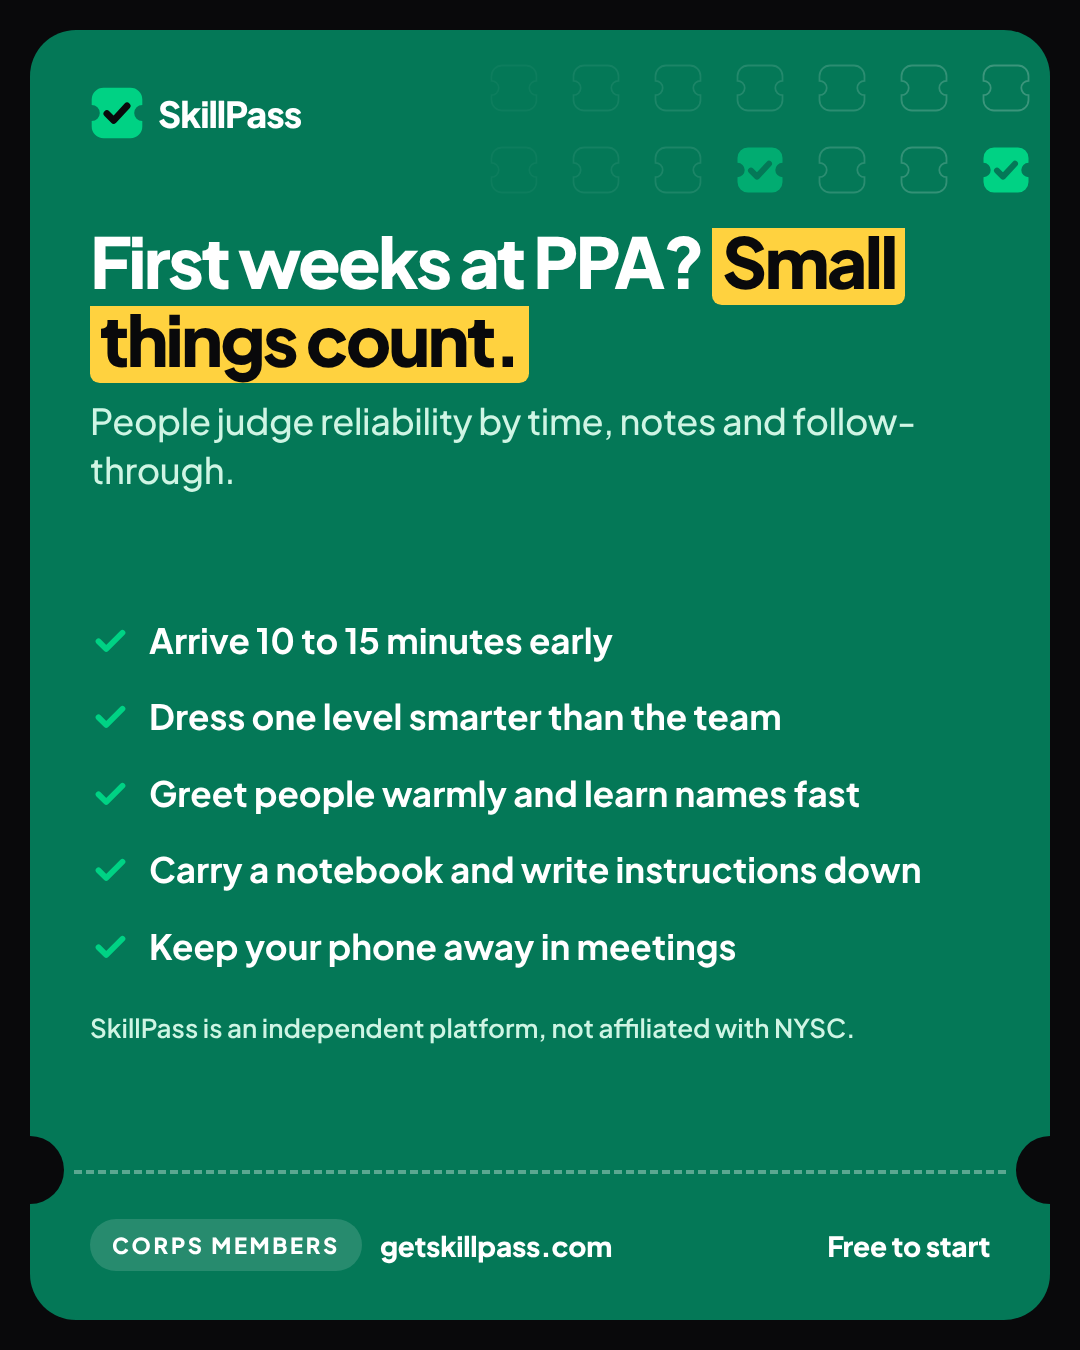 SkillPass
First weeks at PPA? Small
things count.
People judge reliability by time, notes and follow-
through.
Arrive 10 to 15 minutes early
Dress one level smarter than the team
Greet people warmly and learn names fast
Carry a notebook and write instructions down
Keep your phone away in meetings
SkillPass is an independent platform, not affiliated with NYSC.
CORPS MEMBERS getskillpass.com Free to start